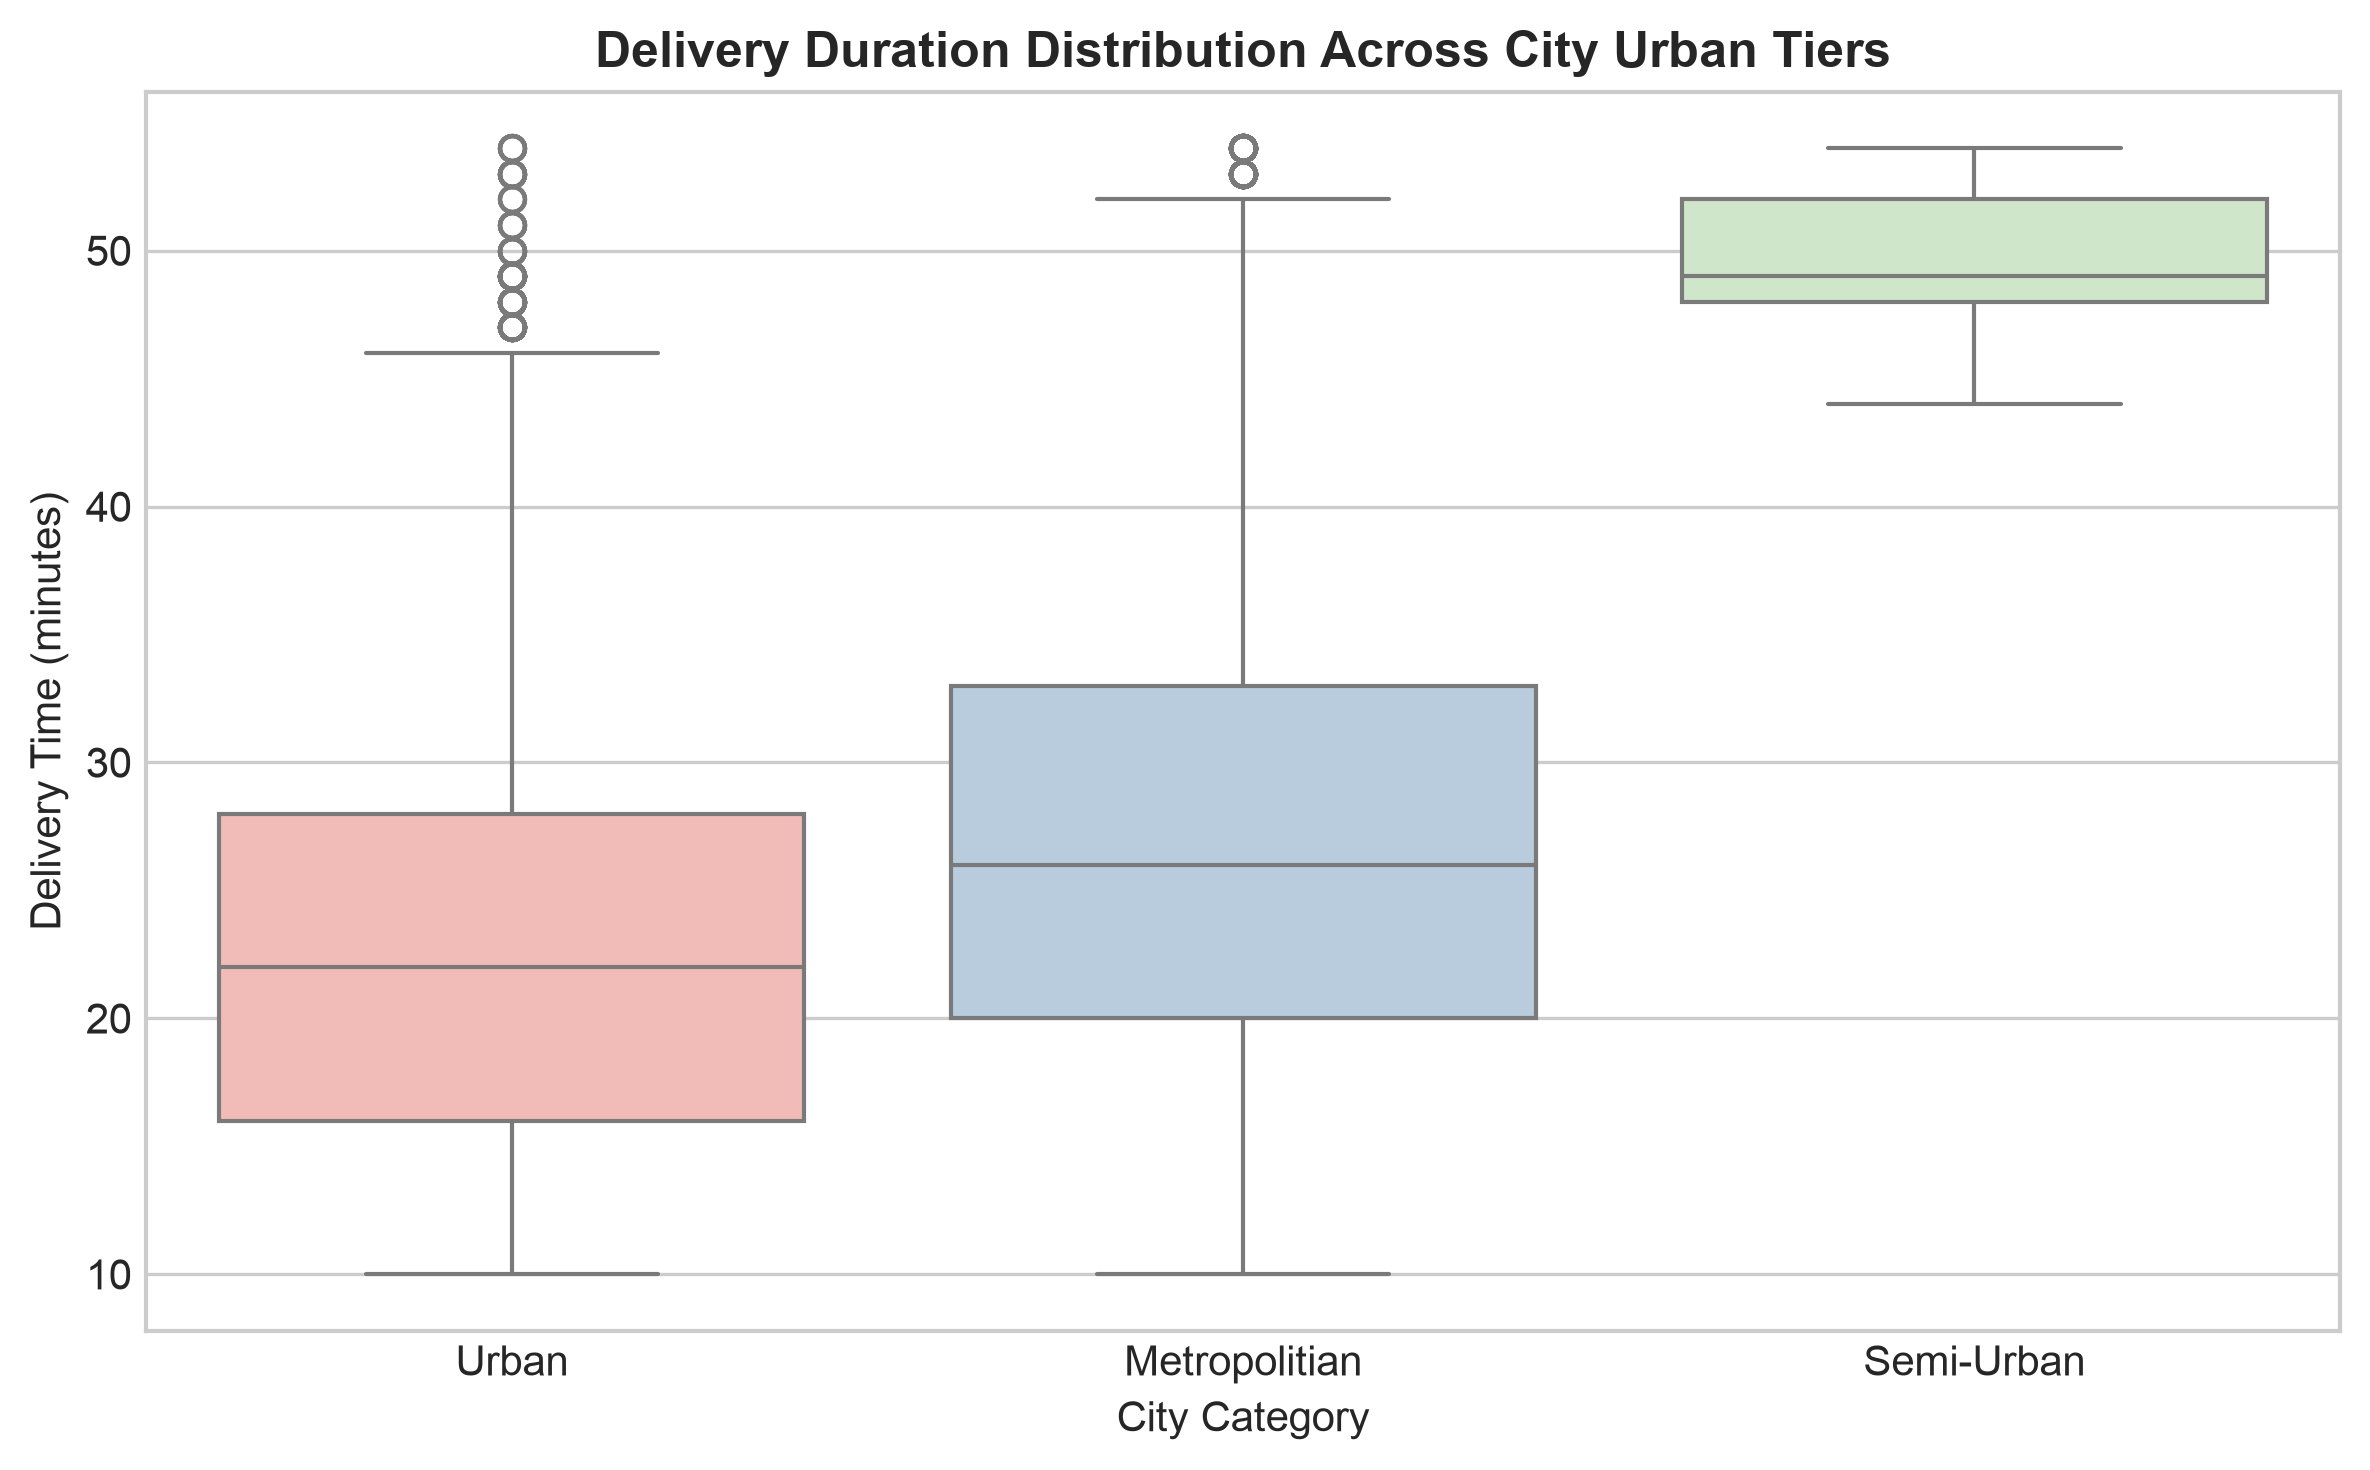 Delivery Duration Distribution Across City Urban Tiers
Delivery Time (minutes)
50
40
30
20
10
Urban
Metropolitian
Semi-Urban
City Category